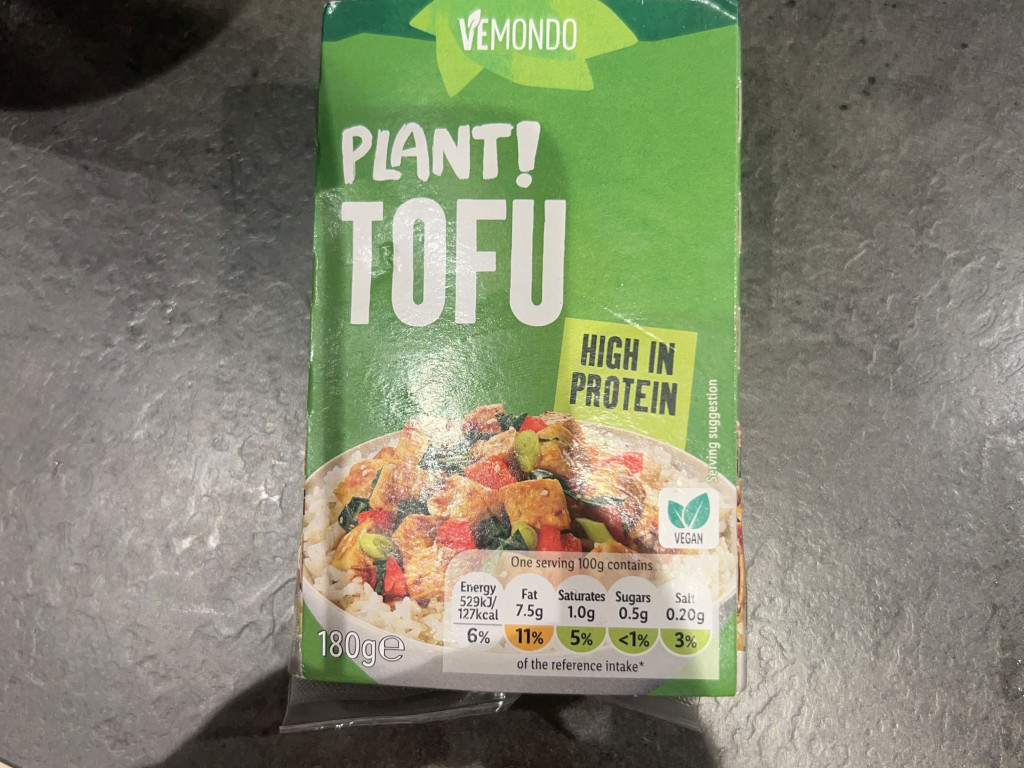 VEMONDO
PLANT!
TOFU
HIGH IN
PROTEIN
Serving suggestion
VEGAN
One serving 100g contains
Energy
529kJ/
127kcal
6%
Fat
7.5g
11%
Saturates
1.0g
5%
Sugars
0.5g
<1%
Salt
0.20g
3%
of the reference intake*
180g℮